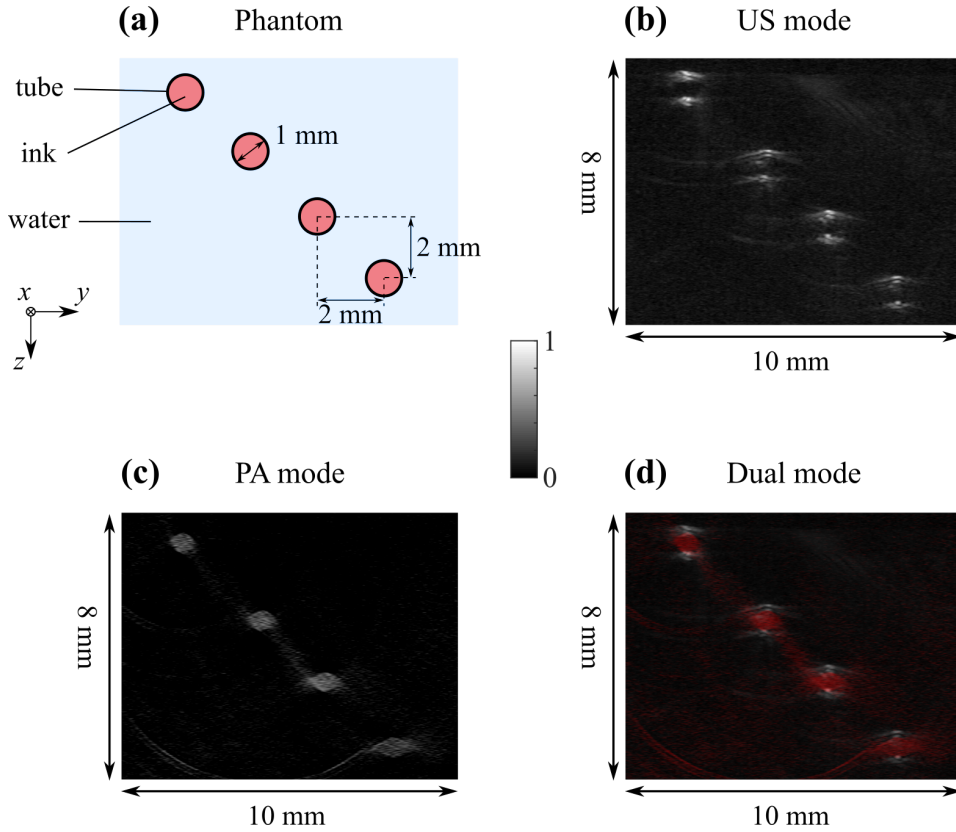 (a) Phantom
tube
ink
water
1 mm
2 mm
2 mm
x
y
z
(b) US mode
8 mm
10 mm
1
0
(c) PA mode
8 mm
10 mm
(d) Dual mode
8 mm
10 mm